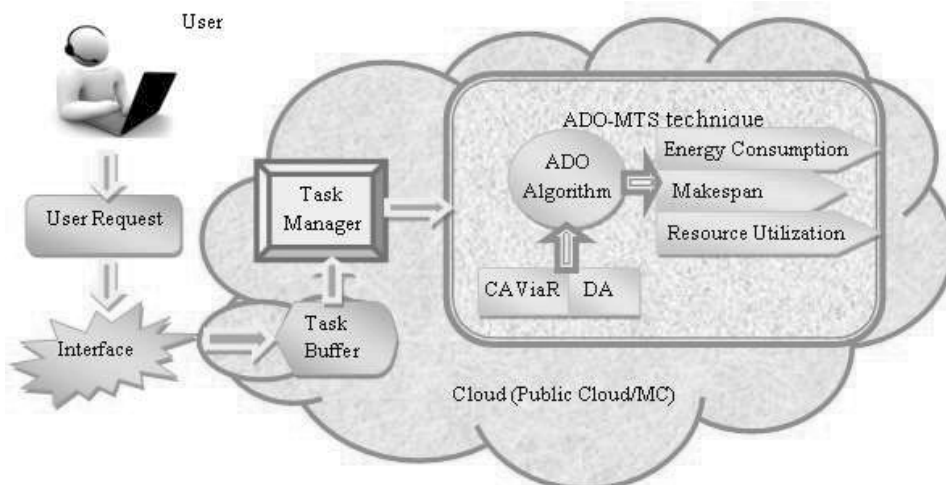 User
User Request
Interface
Task
Buffer
Task
Manager
ADO-MTS technique
ADO
Algorithm
CAViaR DA
Energy Consumption
Makespan
Resource Utilization
Cloud (Public Cloud/MC)